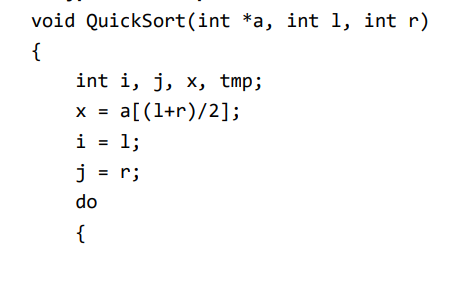 void QuickSort(int *a, int l, int r)
{
int i, j, x, tmp;
x = a[(l+r)/2];
i = l;
j = r;
do
{